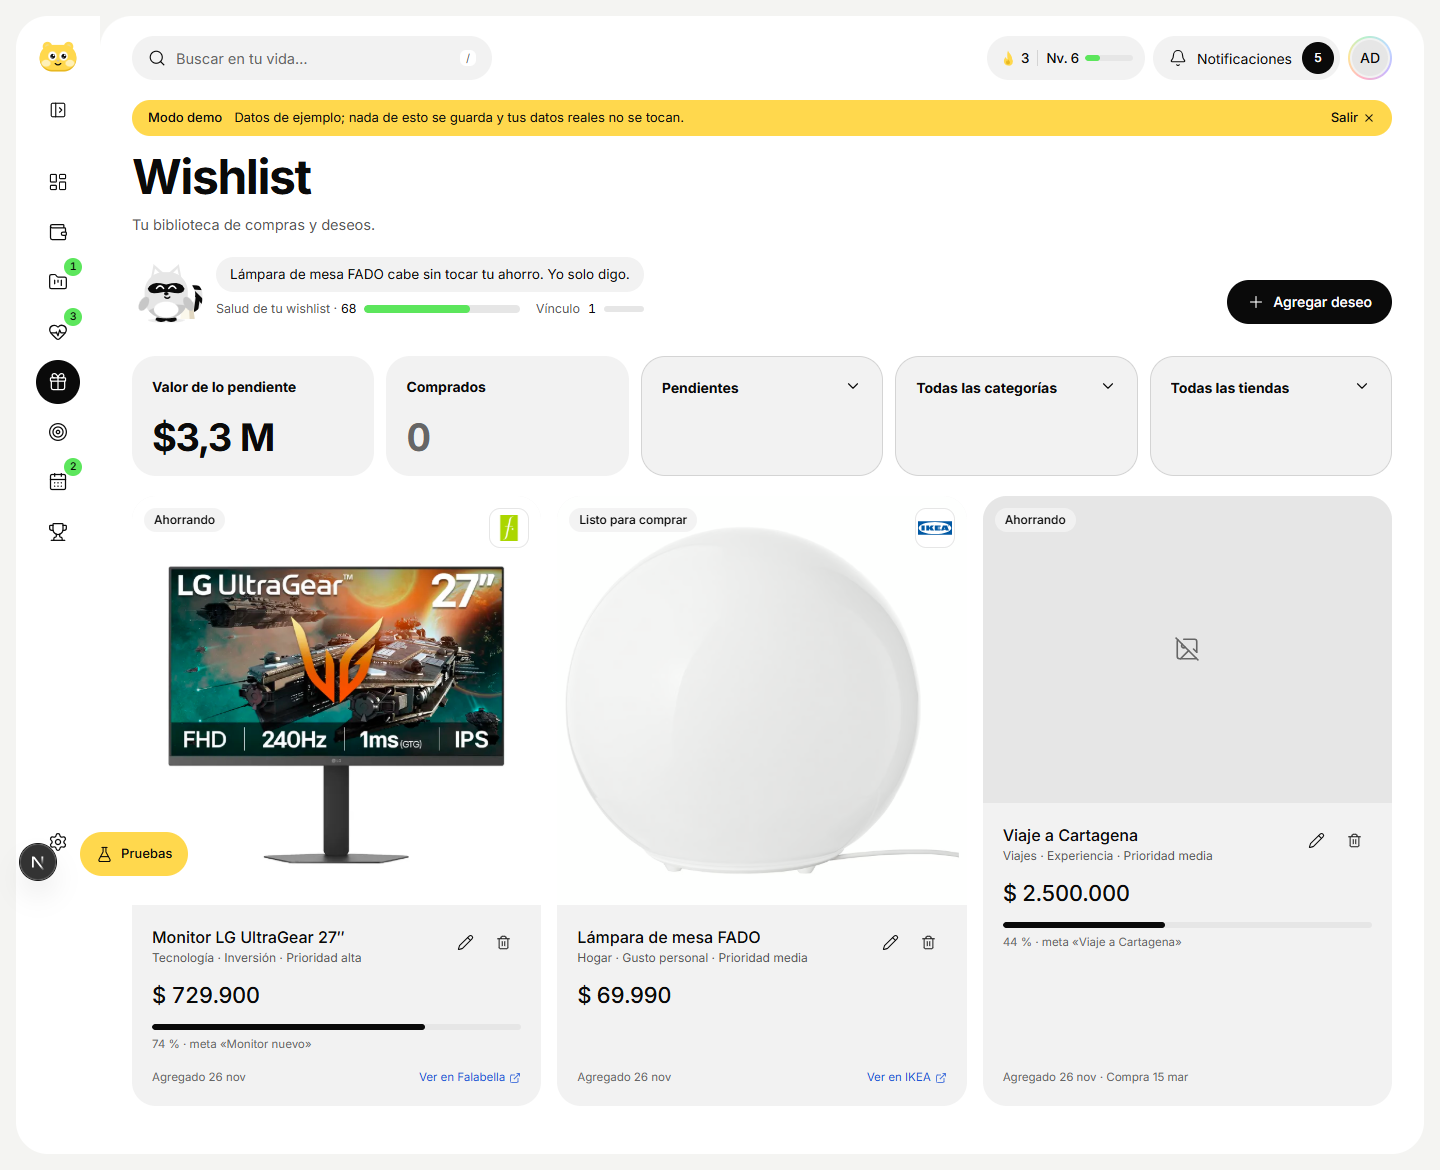 Buscar en tu vida...
/
3
Nv. 6
Notificaciones
5
AD
Modo demo
Datos de ejemplo; nada de esto se guarda y tus datos reales no se tocan.
Salir
Wishlist
Tu biblioteca de compras y deseos.
1
3
2
Lámpara de mesa FADO cabe sin tocar tu ahorro. Yo solo digo.
Salud de tu wishlist · 68
Vínculo 1
Agregar deseo
Valor de lo pendiente
$3,3 M
Comprados
0
Pendientes
Todas las categorías
Todas las tiendas
Ahorrando
f.
LG UltraGear™
27″
FHD
240Hz
1ms (GTG)
IPS
Listo para comprar
IKEA
Ahorrando
N
Pruebas
Monitor LG UltraGear 27″
Tecnología · Inversión · Prioridad alta
$ 729.900
74 % · meta «Monitor nuevo»
Agregado 26 nov
Ver en Falabella
Lámpara de mesa FADO
Hogar · Gusto personal · Prioridad media
$ 69.990
Agregado 26 nov
Ver en IKEA
Viaje a Cartagena
Viajes · Experiencia · Prioridad media
$ 2.500.000
44 % · meta «Viaje a Cartagena»
Agregado 26 nov · Compra 15 mar